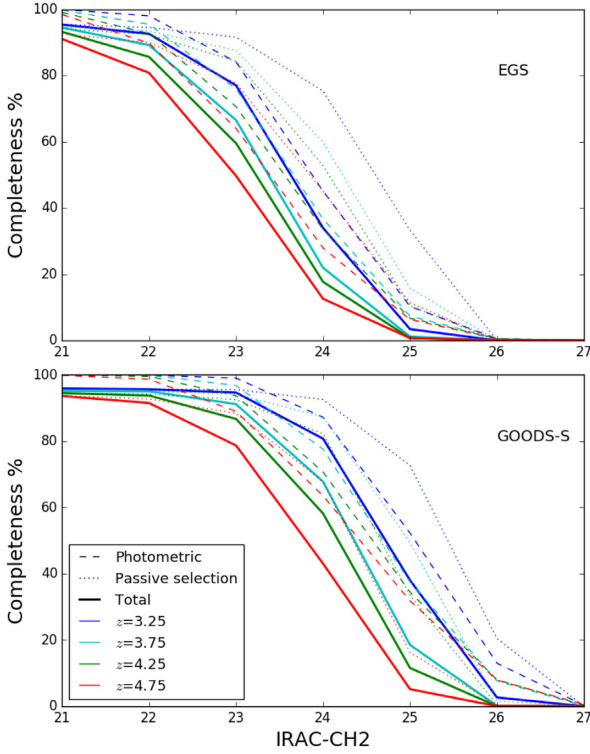 100
80
60
40
20
0
Completeness %
EGS
21 22 23 24 25 26 27
100
80
60
40
20
0
Completeness %
GOODS-S
Photometric
Passive selection
Total
z=3.25
z=3.75
z=4.25
z=4.75
21 22 23 24 25 26 27
IRAC-CH2